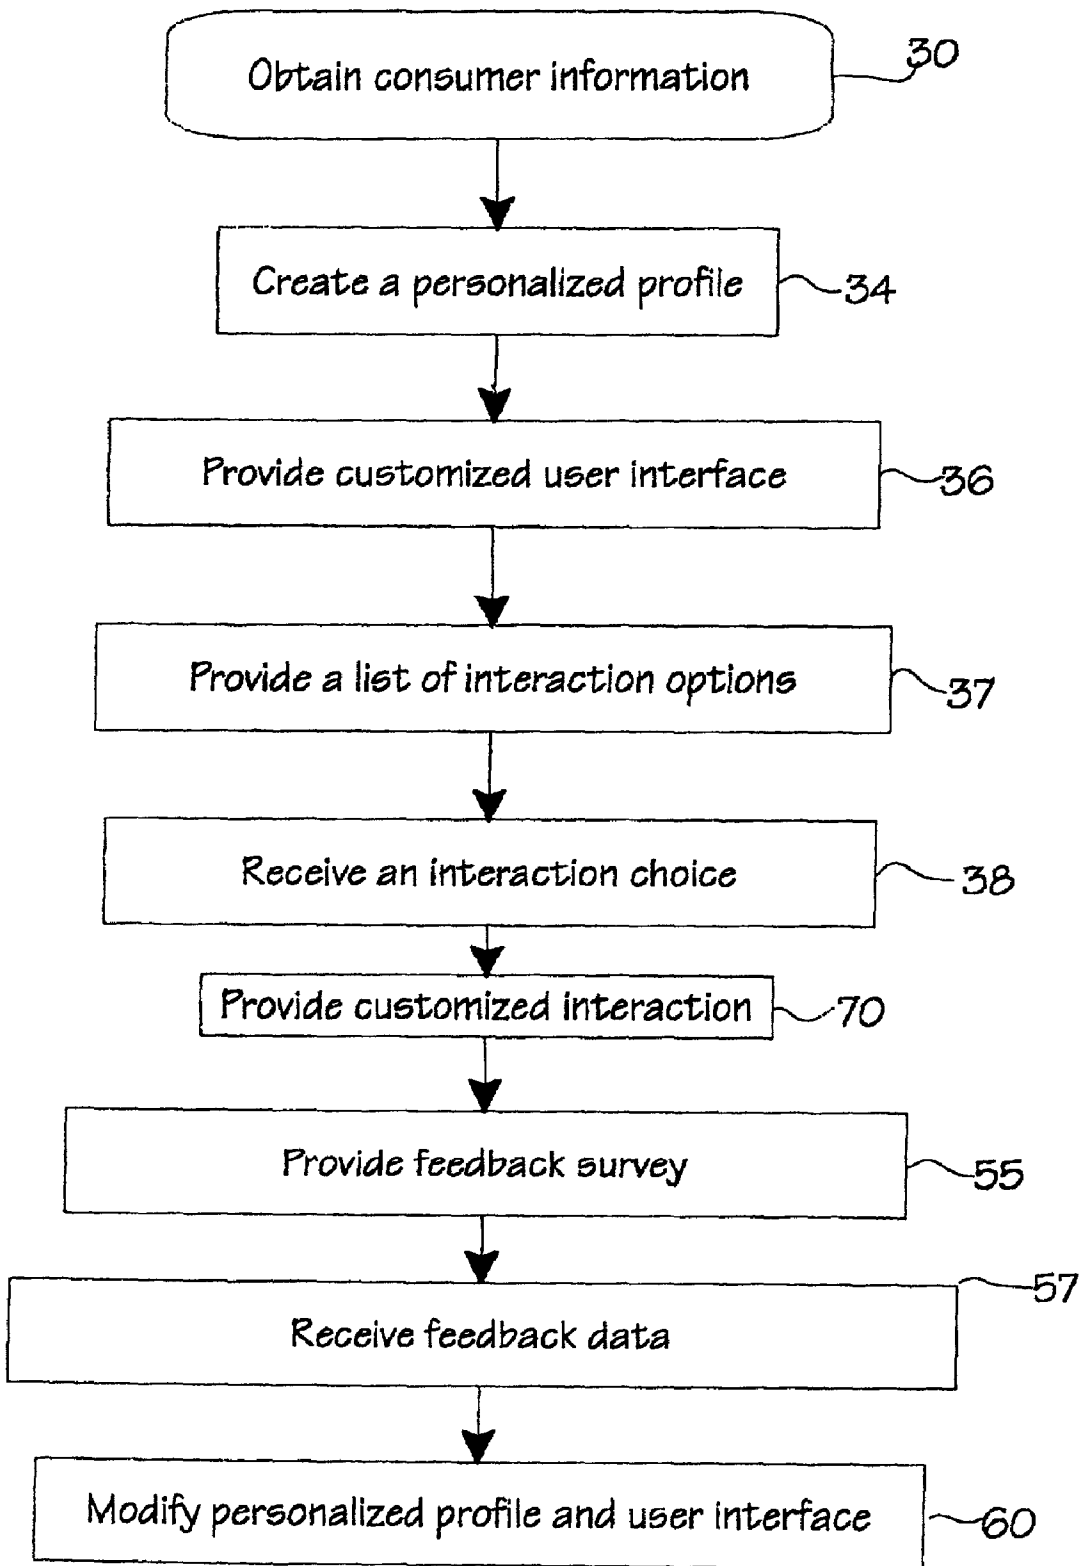 Obtain consumer information
30
Create a personalized profile
34
Provide customized user interface
36
Provide a list of interaction options
37
Receive an interaction choice
38
Provide customized interaction
70
Provide feedback survey
55
Receive feedback data
57
Modify personalized profile and user interface
60